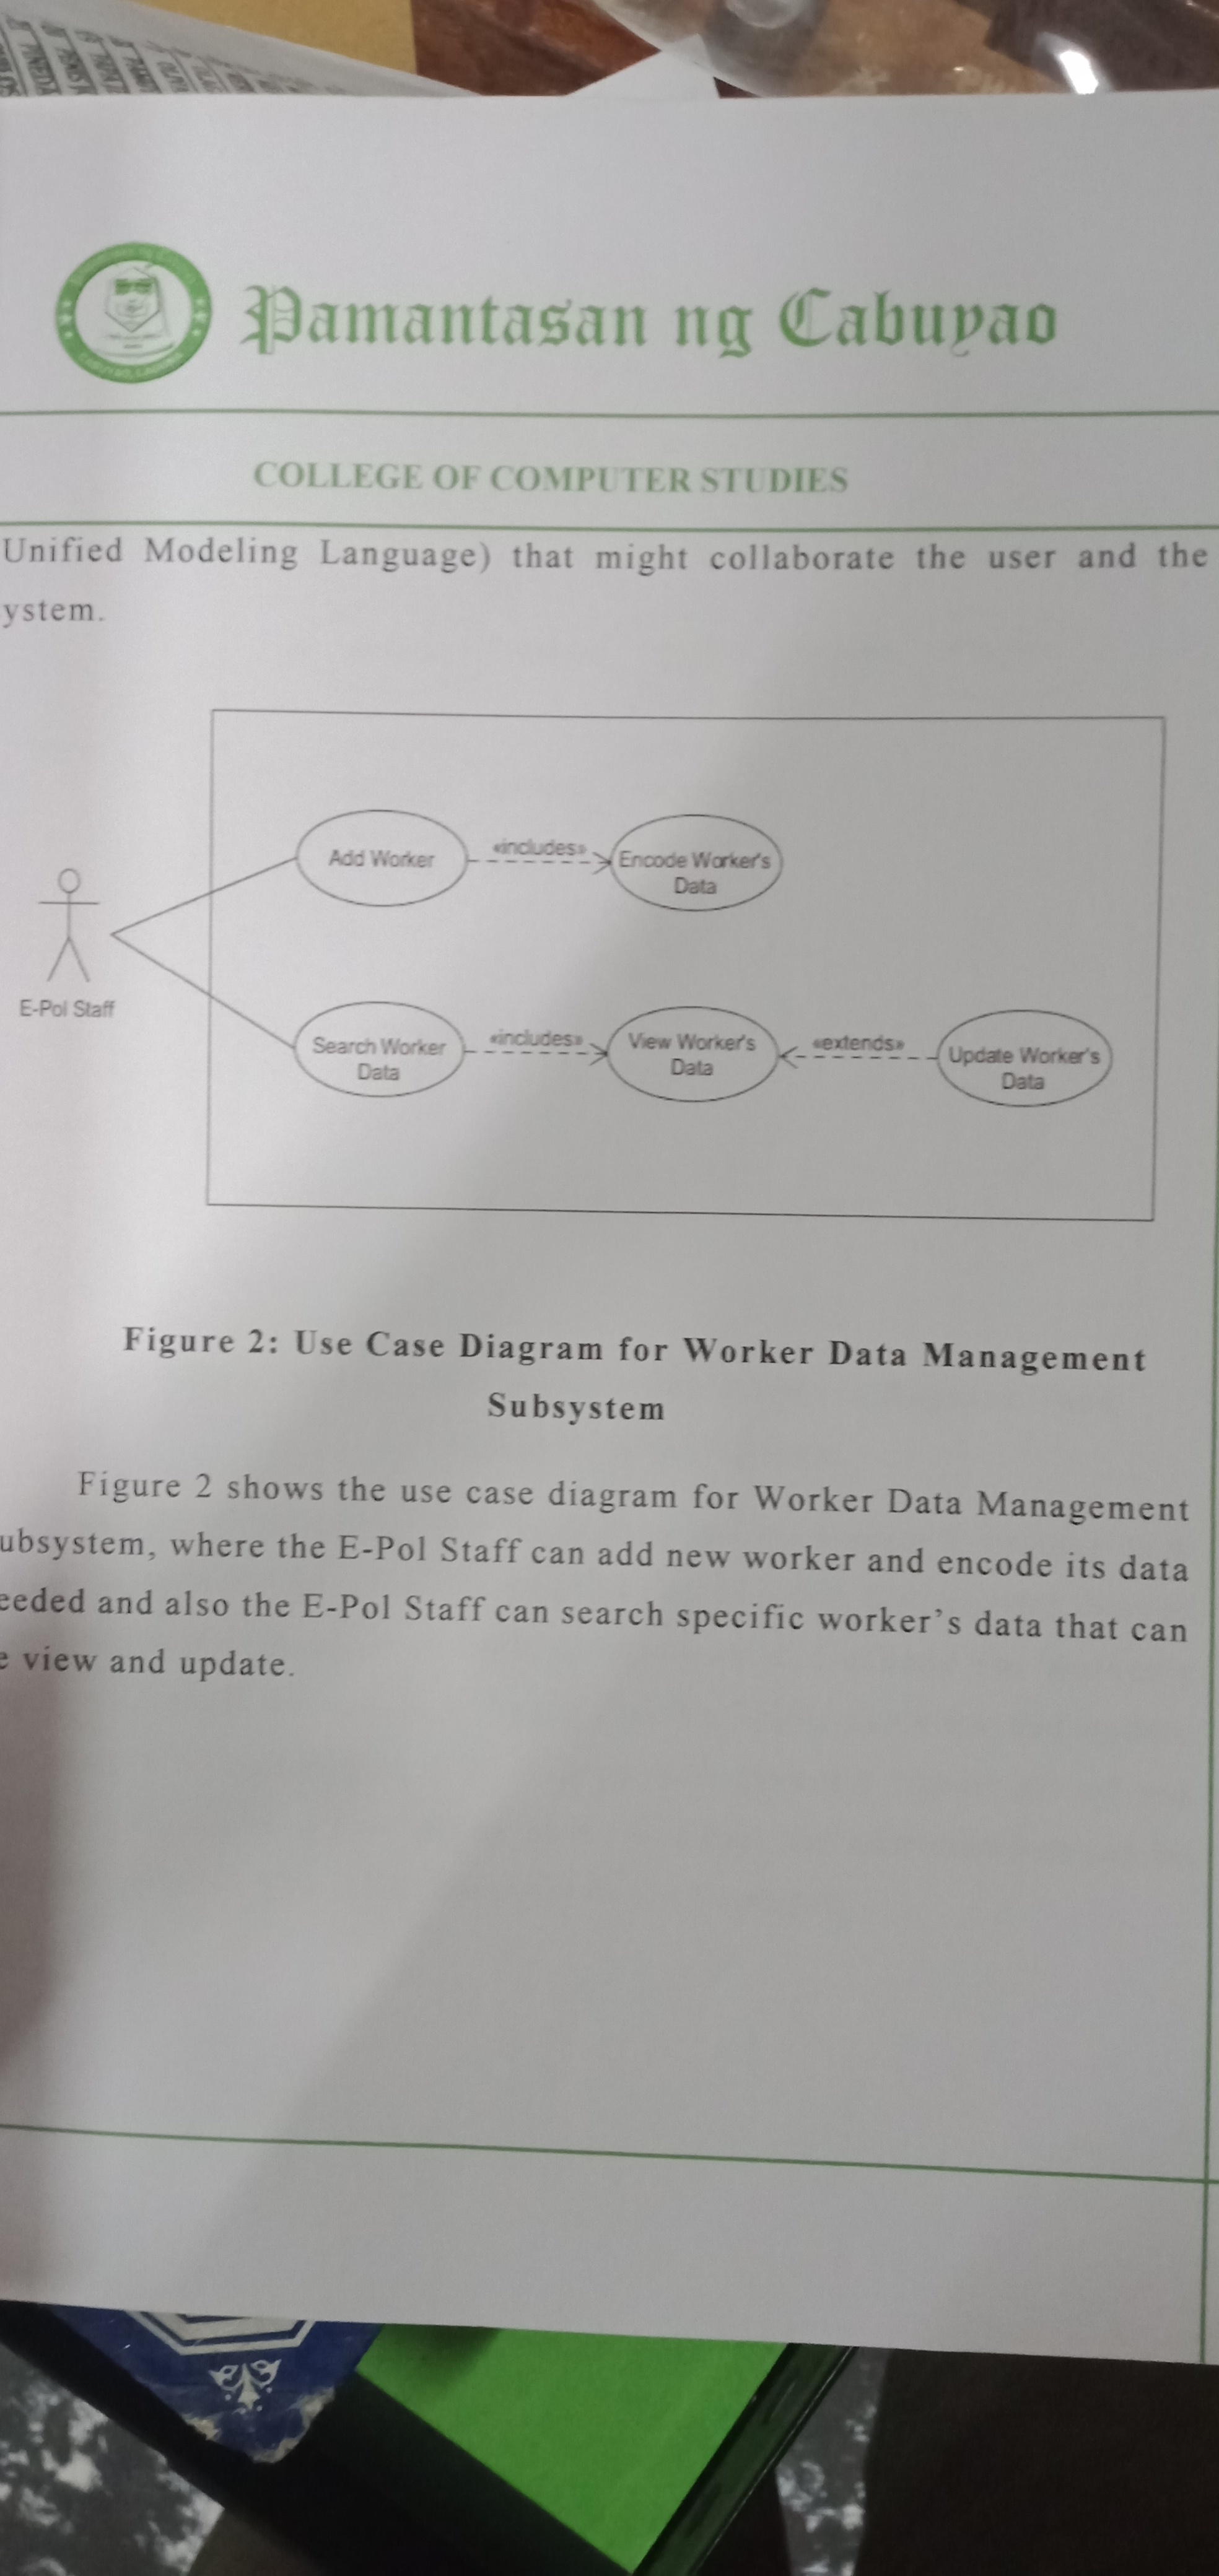 Pamantasan ng Cabuyao
COLLEGE OF COMPUTER STUDIES
Unified Modeling Language) that might collaborate the user and the
ystem.
Add Worker
«includes»
Encode Worker's
Data
E-Pol Staff
Search Worker
Data
«includes»
View Worker's
Data
«extends»
Update Worker's
Data
Figure 2: Use Case Diagram for Worker Data Management
Subsystem
Figure 2 shows the use case diagram for Worker Data Management
ubsystem, where the E-Pol Staff can add new worker and encode its data
eeded and also the E-Pol Staff can search specific worker's data that can
e view and update.